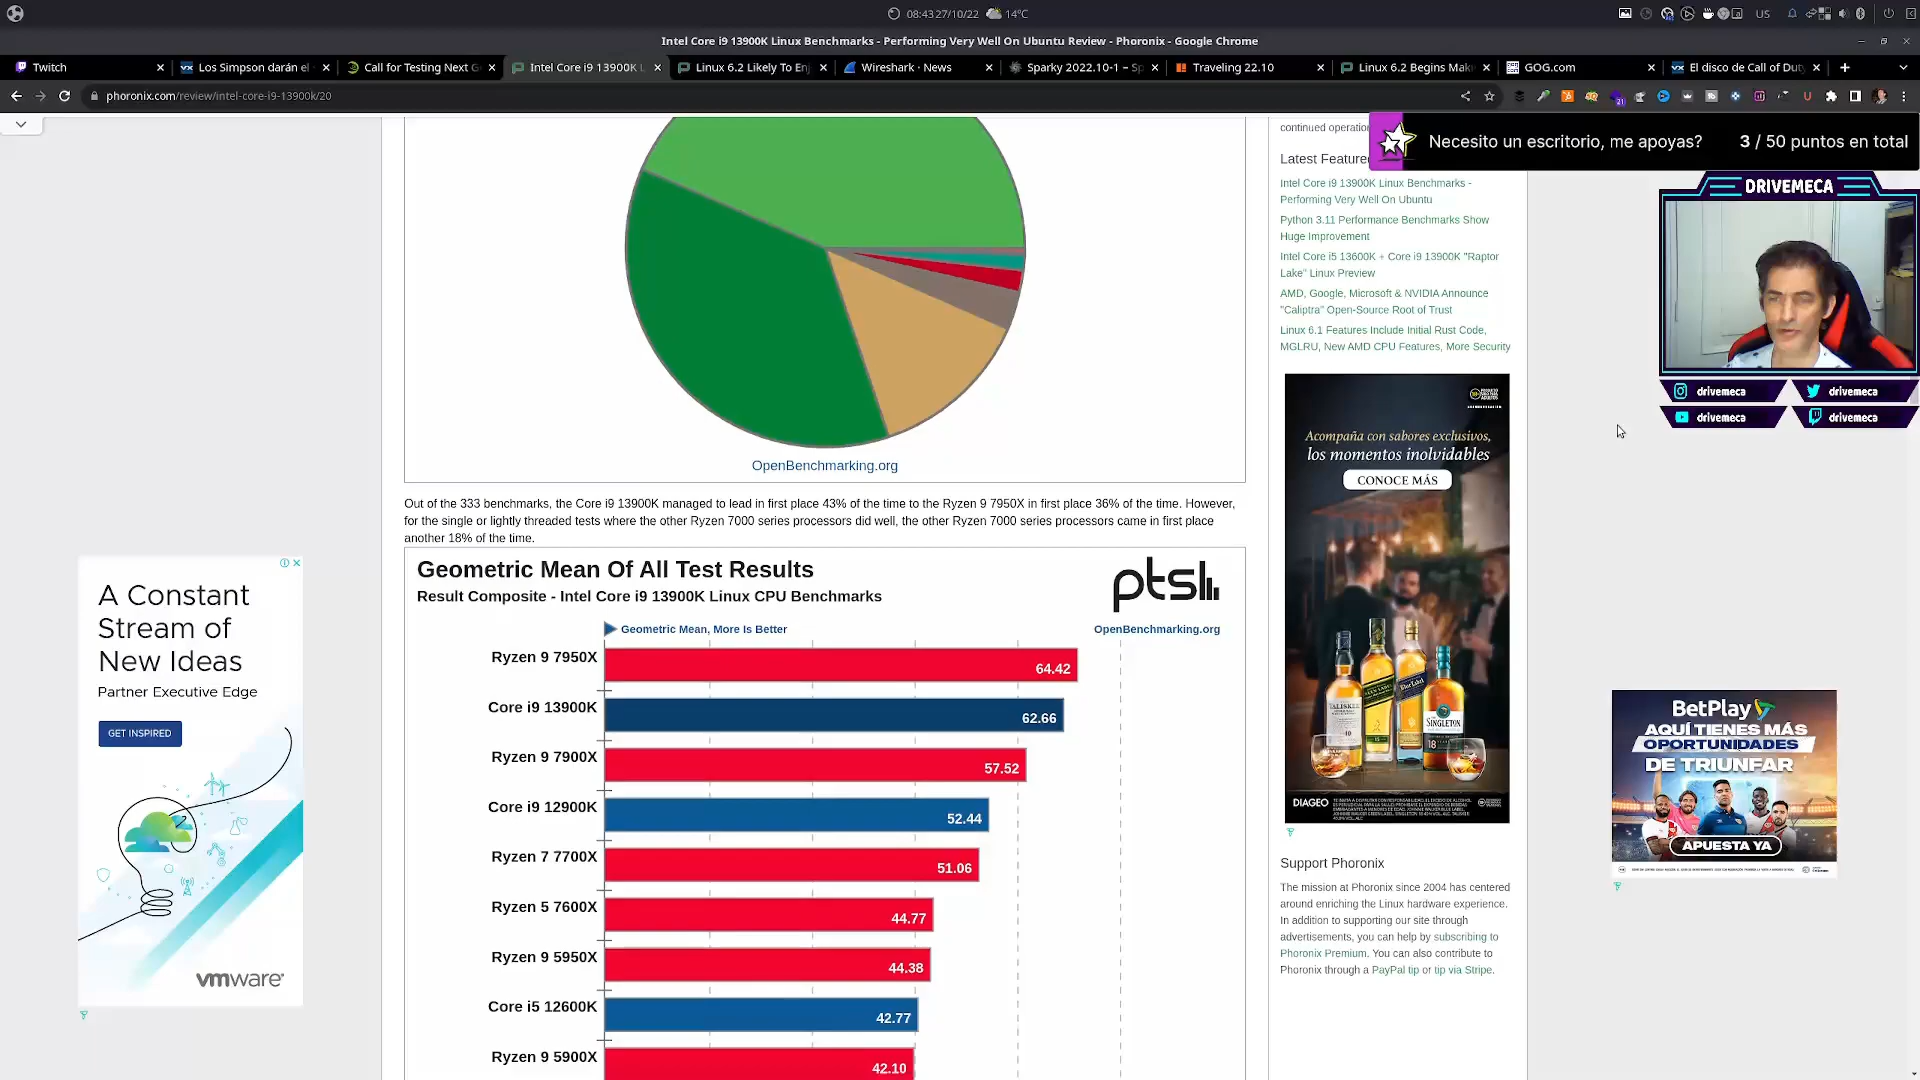 08:43 27/10/22 14°C
US
Intel Core i9 13900K Linux Benchmarks - Performing Very Well On Ubuntu Review - Phoronix - Google Chrome
Twitch
Los Simpson darán el
Call for Testing Next G
Intel Core i9 13900K L
Linux 6.2 Likely To Enj
Wireshark · News
Sparky 2022.10-1 – Sp
Traveling 22.10
Linux 6.2 Begins Maki
GOG.com
El disco de Call of Duty
phoronix.com/review/intel-core-i9-13900k/20
21
continued operatio
Necesito un escritorio, me apoyas? 3 / 50 puntos en total
DRIVEMECA
drivemeca
drivemeca
drivemeca
drivemeca
OpenBenchmarking.org
Out of the 333 benchmarks, the Core i9 13900K managed to lead in first place 43% of the time to the Ryzen 9 7950X in first place 36% of the time. However,
for the single or lightly threaded tests where the other Ryzen 7000 series processors did well, the other Ryzen 7000 series processors came in first place
another 18% of the time.
Geometric Mean Of All Test Results
Result Composite - Intel Core i9 13900K Linux CPU Benchmarks
pts
Geometric Mean, More Is Better
OpenBenchmarking.org
Ryzen 9 7950X 64.42
Core i9 13900K 62.66
Ryzen 9 7900X 57.52
Core i9 12900K 52.44
Ryzen 7 7700X 51.06
Ryzen 5 7600X 44.77
Ryzen 9 5950X 44.38
Core i5 12600K 42.77
Ryzen 9 5900X 42.10
Latest Feature
Intel Core i9 13900K Linux Benchmarks -
Performing Very Well On Ubuntu
Python 3.11 Performance Benchmarks Show
Huge Improvement
Intel Core i5 13600K + Core i9 13900K "Raptor
Lake" Linux Preview
AMD, Google, Microsoft & NVIDIA Announce
"Caliptra" Open-Source Root of Trust
Linux 6.1 Features Include Initial Rust Code,
MGLRU, New AMD CPU Features, More Security
Acompaña con sabores exclusivos,
los momentos inolvidables
CONOCE MÁS
TALISKER
SINGLETON
18
DIAGEO
Support Phoronix
The mission at Phoronix since 2004 has centered
around enriching the Linux hardware experience.
In addition to supporting our site through
advertisements, you can help by subscribing to
Phoronix Premium. You can also contribute to
Phoronix through a PayPal tip or tip via Stripe.
A Constant
Stream of
New Ideas
Partner Executive Edge
GET INSPIRED
vmware
BetPlay
AQUÍ TIENES MÁS
OPORTUNIDADES
DE TRIUNFAR
APUESTA YA